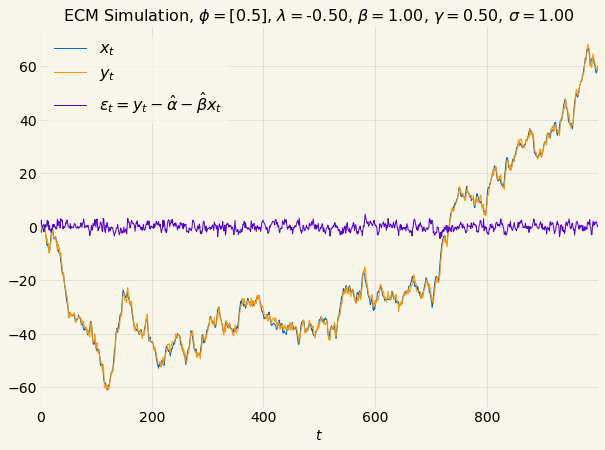 ECM Simulation, ϕ = [0.5], λ = -0.50, β = 1.00, γ = 0.50, σ = 1.00
x_t
y_t
ε_t = y_t − α̂ − β̂x_t
60
40
20
0
−20
−40
−60
0 200 400 600 800
t